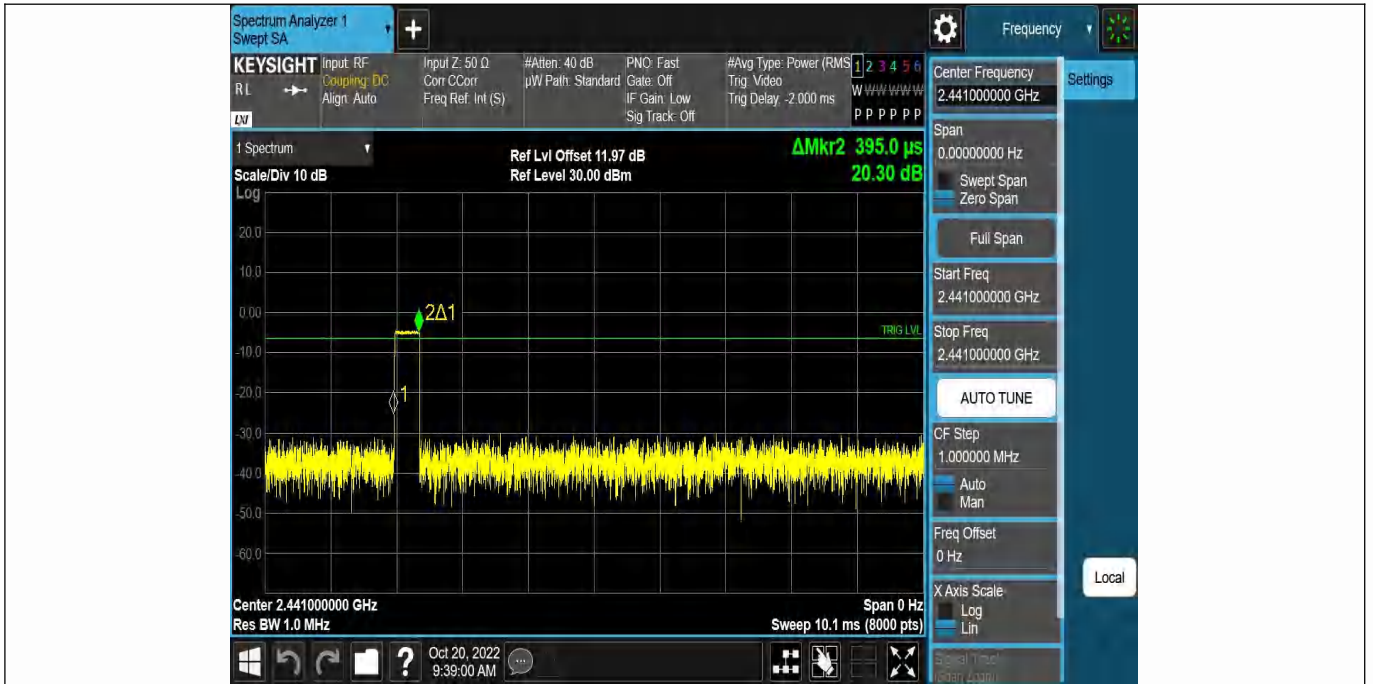 Spectrum Analyzer 1
Swept SA
Frequency
KEYSIGHT
RL
LXI
Input: RF
Coupling: DC
Align: Auto
Input Z: 50 Ω
Corr CCorr
Freq Ref: Int (S)
#Atten: 40 dB
µW Path: Standard
PNO: Fast
Gate: Off
IF Gain: Low
Sig Track: Off
#Avg Type: Power (RMS
Trig: Video
Trig Delay: -2.000 ms
1 2 3 4 5 6
W W W W W W
P P P P P P
Center Frequency
2.441000000 GHz
Settings
1 Spectrum
Ref Lvl Offset 11.97 dB
ΔMkr2 395.0 µs
Scale/Div 10 dB
Ref Level 30.00 dBm
20.30 dB
Log
20.0
10.0
0.00
-10.0
-20.0
-30.0
-40.0
-50.0
-60.0
2Δ1
TRIG LVL
1
Center 2.441000000 GHz
Span 0 Hz
Res BW 1.0 MHz
Sweep 10.1 ms (8000 pts)
Span
0.00000000 Hz
Swept Span
Zero Span
Full Span
Start Freq
2.441000000 GHz
Stop Freq
2.441000000 GHz
AUTO TUNE
CF Step
1.000000 MHz
Auto
Man
Freq Offset
0 Hz
X Axis Scale
Log
Lin
Signal Track
(Span Zoom)
Local
?
Oct 20, 2022
9:39:00 AM